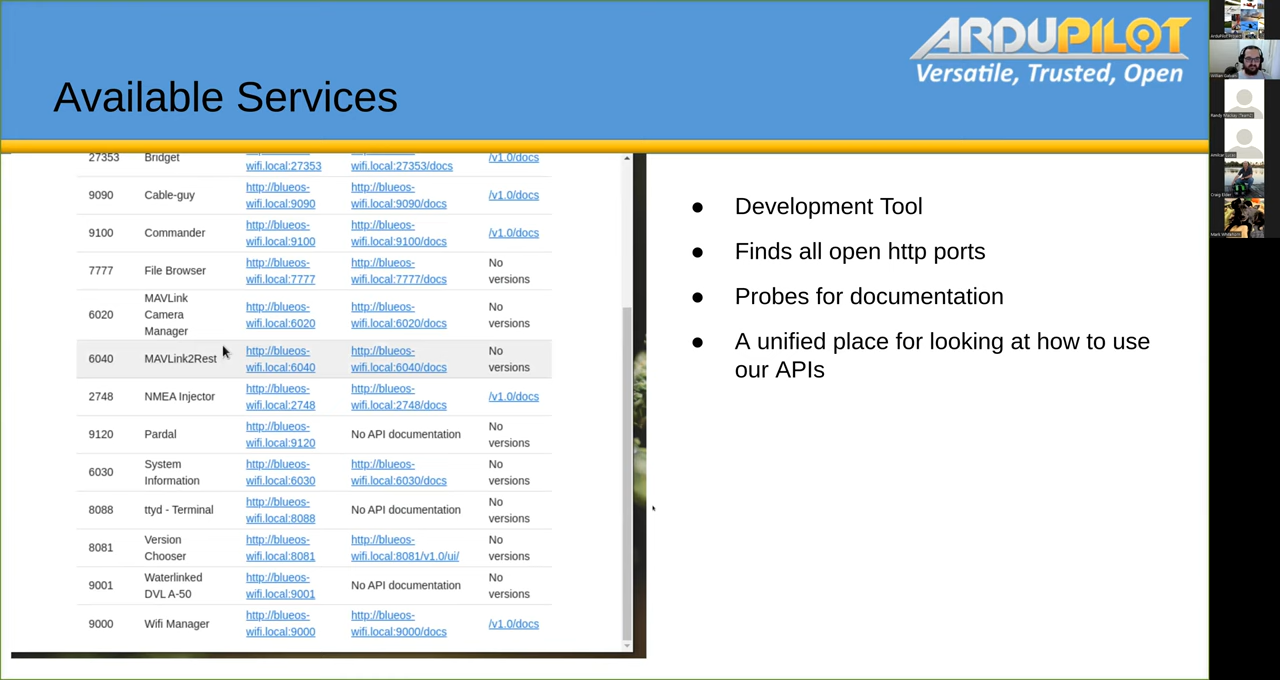 ARDUPILOT
Versatile, Trusted, Open
Available Services
27353 Bridget wifi.local:27353 wifi.local:27353/docs /v1.0/docs
9090 Cable-guy http://blueos- http://blueos- /v1.0/docs
wifi.local:9090 wifi.local:9090/docs
9100 Commander http://blueos- http://blueos- /v1.0/docs
wifi.local:9100 wifi.local:9100/docs
7777 File Browser http://blueos- http://blueos- No
wifi.local:7777 wifi.local:7777/docs versions
MAVLink
6020 Camera http://blueos- http://blueos- No
Manager wifi.local:6020 wifi.local:6020/docs versions
6040 MAVLink2Rest http://blueos- http://blueos- No
wifi.local:6040 wifi.local:6040/docs versions
2748 NMEA Injector http://blueos- http://blueos- /v1.0/docs
wifi.local:2748 wifi.local:2748/docs
9120 Pardal http://blueos- No API documentation No
wifi.local:9120 versions
6030 System http://blueos- http://blueos- No
Information wifi.local:6030 wifi.local:6030/docs versions
8088 ttyd - Terminal http://blueos- No API documentation No
wifi.local:8088 versions
8081 Version http://blueos- http://blueos- No
Chooser wifi.local:8081 wifi.local:8081/v1.0/ui/ versions
9001 Waterlinked http://blueos- No API documentation No
DVL A-50 wifi.local:9001 versions
9000 Wifi Manager http://blueos- http://blueos- /v1.0/docs
wifi.local:9000 wifi.local:9000/docs
● Development Tool
● Finds all open http ports
● Probes for documentation
● A unified place for looking at how to use
our APIs